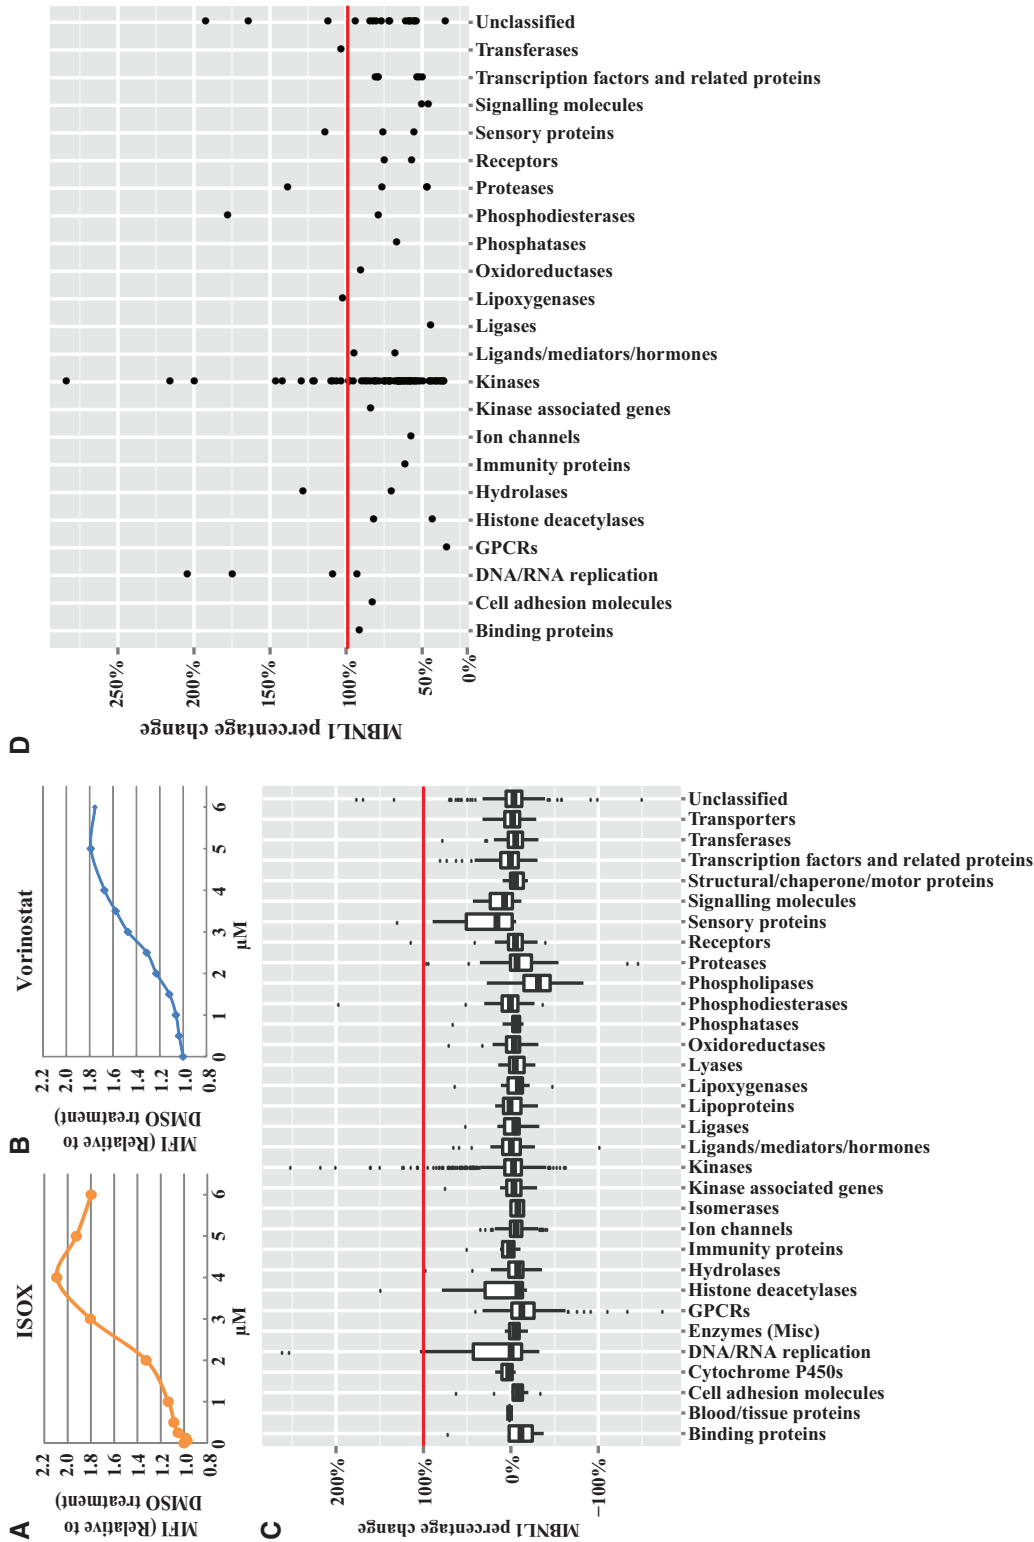 A
ISOX
MFI (Relative to
DMSO treatment)
2.2
2.0
1.8
1.6
1.4
1.2
1.0
0.8
0
1
2
3
4
5
6
µM
B
Vorinostat
MFI (Relative to
DMSO treatment)
2.2
2.0
1.8
1.6
1.4
1.2
1.0
0.8
0
1
2
3
4
5
6
µM
C
MBNL1 percentage change
200%
100%
0%
−100%
Binding proteins
Blood/tissue proteins
Cell adhesion molecules
Cytochrome P450s
DNA/RNA replication
Enzymes (Misc)
GPCRs
Histone deacetylases
Hydrolases
Immunity proteins
Ion channels
Isomerases
Kinase associated genes
Kinases
Ligands/mediators/hormones
Ligases
Lipoproteins
Lipoxygenases
Lyases
Oxidoreductases
Phosphatases
Phosphodiesterases
Phospholipases
Proteases
Receptors
Sensory proteins
Signalling molecules
Structural/chaperone/motor proteins
Transcription factors and related proteins
Transferases
Transporters
Unclassified
D
MBNL1 percentage change
250%
200%
150%
100%
50%
0%
Binding proteins
Cell adhesion molecules
DNA/RNA replication
GPCRs
Histone deacetylases
Hydrolases
Immunity proteins
Ion channels
Kinase associated genes
Kinases
Ligands/mediators/hormones
Ligases
Lipoxygenases
Oxidoreductases
Phosphatases
Phosphodiesterases
Proteases
Receptors
Sensory proteins
Signalling molecules
Transcription factors and related proteins
Transferases
Unclassified